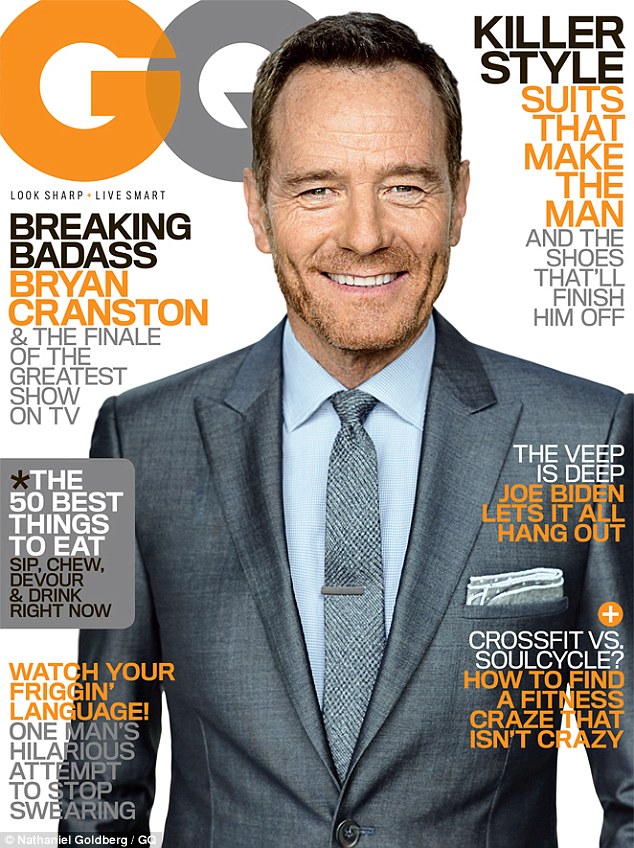 GQ
LOOK SHARP + LIVE SMART
BREAKING
BADASS
BRYAN
CRANSTON
& THE FINALE
OF THE
GREATEST
SHOW
ON TV
*THE
50 BEST
THINGS
TO EAT
SIP, CHEW,
DEVOUR
& DRINK
RIGHT NOW
WATCH YOUR
FRIGGIN'
LANGUAGE!
ONE MAN'S
HILARIOUS
ATTEMPT
TO STOP
SWEARING
KILLER
STYLE
SUITS
THAT
MAKE
THE
MAN
AND THE
SHOES
THAT'LL
FINISH
HIM OFF
THE VEEP
IS DEEP
JOE BIDEN
LETS IT ALL
HANG OUT
+
CROSSFIT VS.
SOULCYCLE?
HOW TO FIND
A FITNESS
CRAZE THAT
ISN'T CRAZY
© Nathaniel Goldberg / GQ